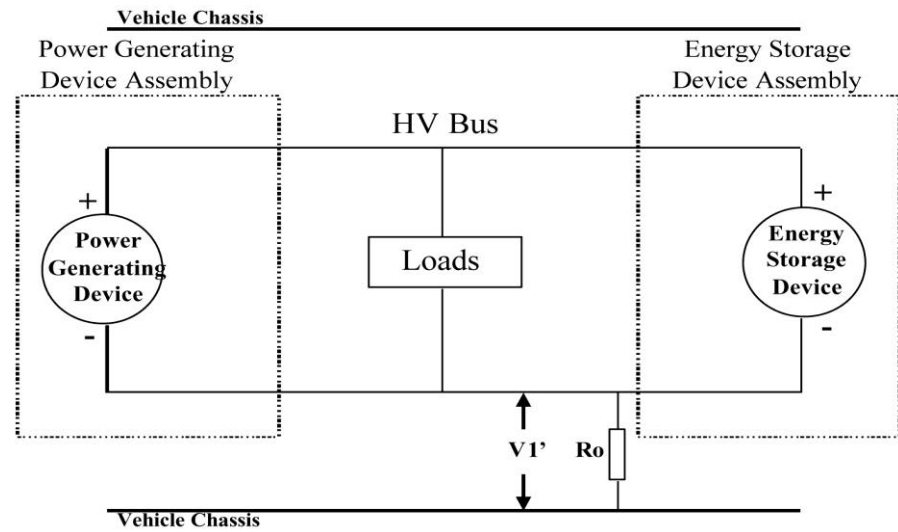 Vehicle Chassis
Power Generating
Device Assembly
Energy Storage
Device Assembly
HV Bus
+
+
Power
Generating
Device
Loads
Energy
Storage
Device
-
-
V1’
Ro
Vehicle Chassis